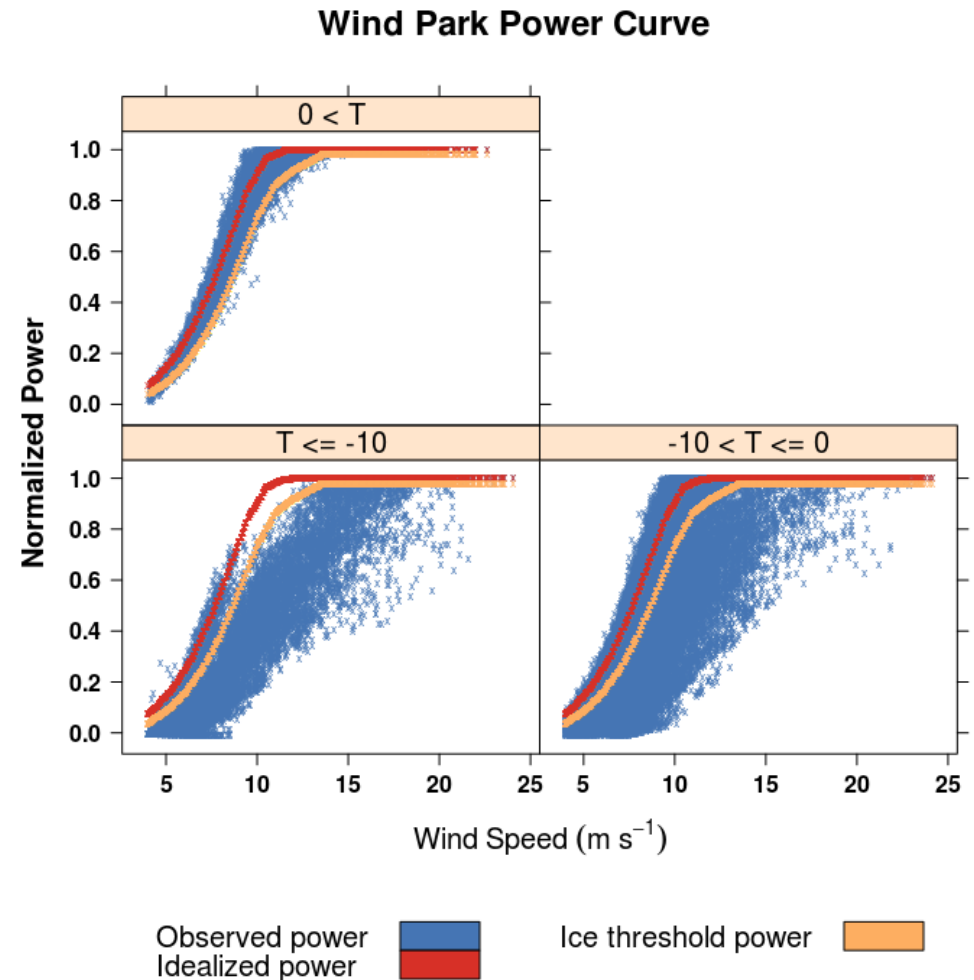 Wind Park Power Curve
0 < T
1.0
0.8
0.6
0.4
0.2
0.0
Normalized Power
T <= -10
-10 < T <= 0
1.0
0.8
0.6
0.4
0.2
0.0
5 10 15 20 25 5 10 15 20 25
Wind Speed (m s⁻¹)
Observed power
Ice threshold power
Idealized power